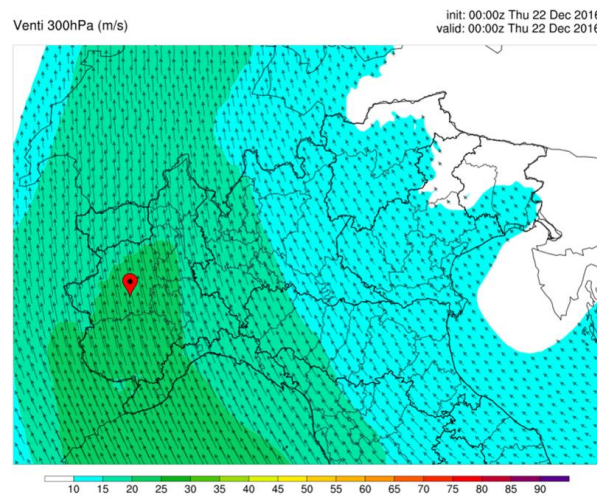 Venti 300hPa (m/s)
init: 00:00z Thu 22 Dec 2016
valid: 00:00z Thu 22 Dec 2016
10 15 20 25 30 35 40 45 50 55 60 65 70 75 80 85 90